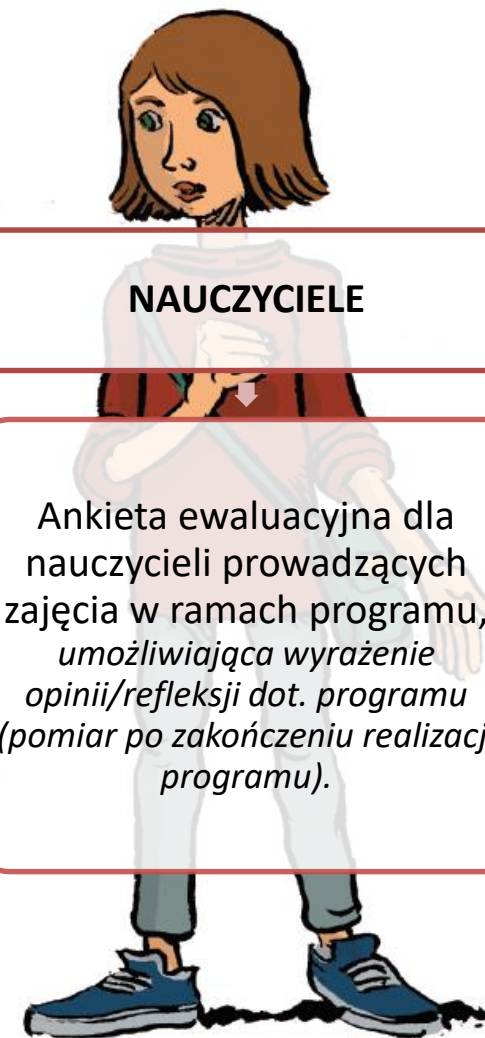 NAUCZYCIELE
Ankieta ewaluacyjna dla
nauczycieli prowadzących
zajęcia w ramach programu,
umożliwiająca wyrażenie
opinii/refleksji dot. programu
(pomiar po zakończeniu realizacj
programu).